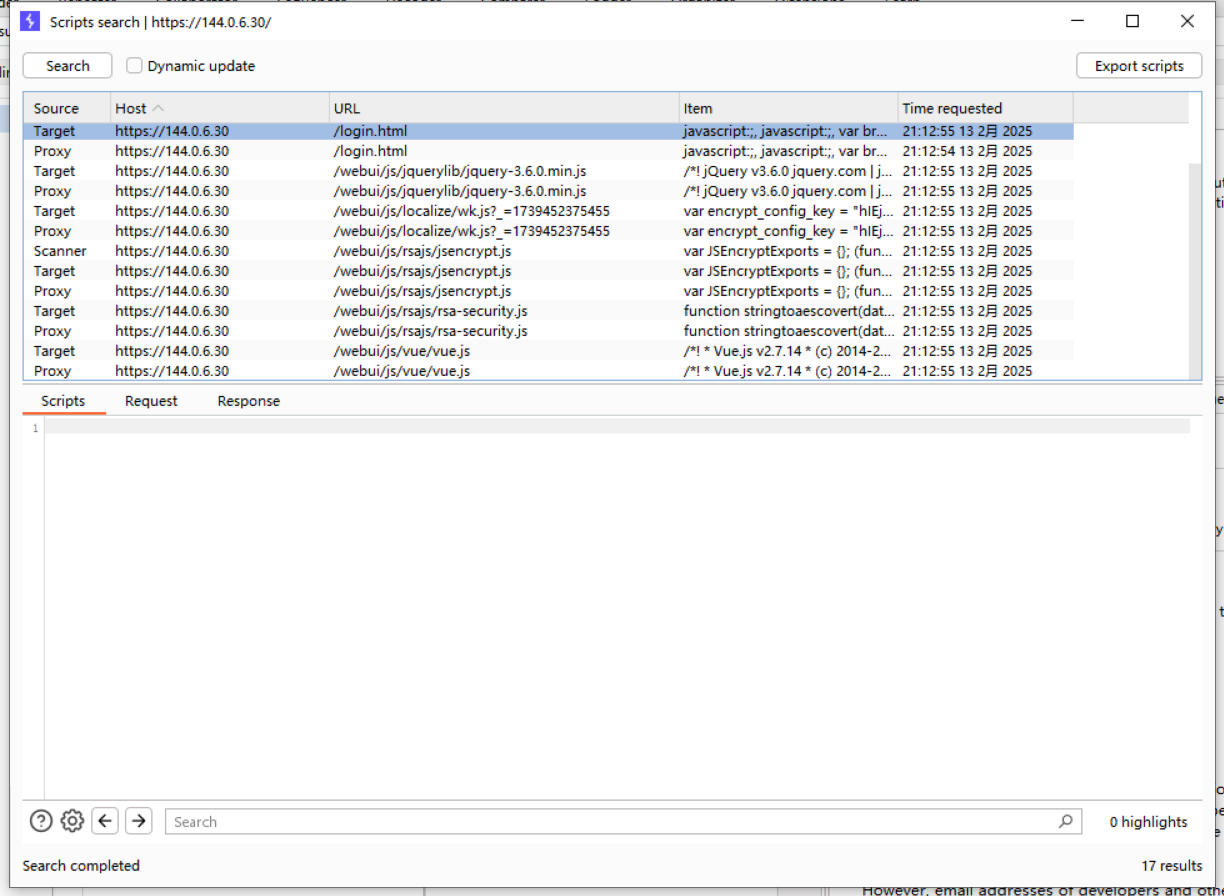 Scripts search | https://144.0.6.30/
Search Dynamic update Export scripts
Source Host URL Item Time requested
Target https://144.0.6.30 /login.html javascript:;, javascript:;, var br... 21:12:55 13 2月 2025
Proxy https://144.0.6.30 /login.html javascript:;, javascript:;, var br... 21:12:54 13 2月 2025
Target https://144.0.6.30 /webui/js/jquerylib/jquery-3.6.0.min.js /*! jQuery v3.6.0 jquery.com | j... 21:12:55 13 2月 2025
Proxy https://144.0.6.30 /webui/js/jquerylib/jquery-3.6.0.min.js /*! jQuery v3.6.0 jquery.com | j... 21:12:55 13 2月 2025
Target https://144.0.6.30 /webui/js/localize/wk.js?_=1739452375455 var encrypt_config_key = "hIEj... 21:12:55 13 2月 2025
Proxy https://144.0.6.30 /webui/js/localize/wk.js?_=1739452375455 var encrypt_config_key = "hIEj... 21:12:55 13 2月 2025
Scanner https://144.0.6.30 /webui/js/rsajs/jsencrypt.js var JSEncryptExports = {}; (fun... 21:12:55 13 2月 2025
Target https://144.0.6.30 /webui/js/rsajs/jsencrypt.js var JSEncryptExports = {}; (fun... 21:12:55 13 2月 2025
Proxy https://144.0.6.30 /webui/js/rsajs/jsencrypt.js var JSEncryptExports = {}; (fun... 21:12:55 13 2月 2025
Target https://144.0.6.30 /webui/js/rsajs/rsa-security.js function stringtoaescovert(dat... 21:12:55 13 2月 2025
Proxy https://144.0.6.30 /webui/js/rsajs/rsa-security.js function stringtoaescovert(dat... 21:12:55 13 2月 2025
Target https://144.0.6.30 /webui/js/vue/vue.js /*! * Vue.js v2.7.14 * (c) 2014-2... 21:12:55 13 2月 2025
Proxy https://144.0.6.30 /webui/js/vue/vue.js /*! * Vue.js v2.7.14 * (c) 2014-2... 21:12:55 13 2月 2025
Scripts Request Response
1
Search 0 highlights
Search completed 17 results
However, email addresses of developers and othe